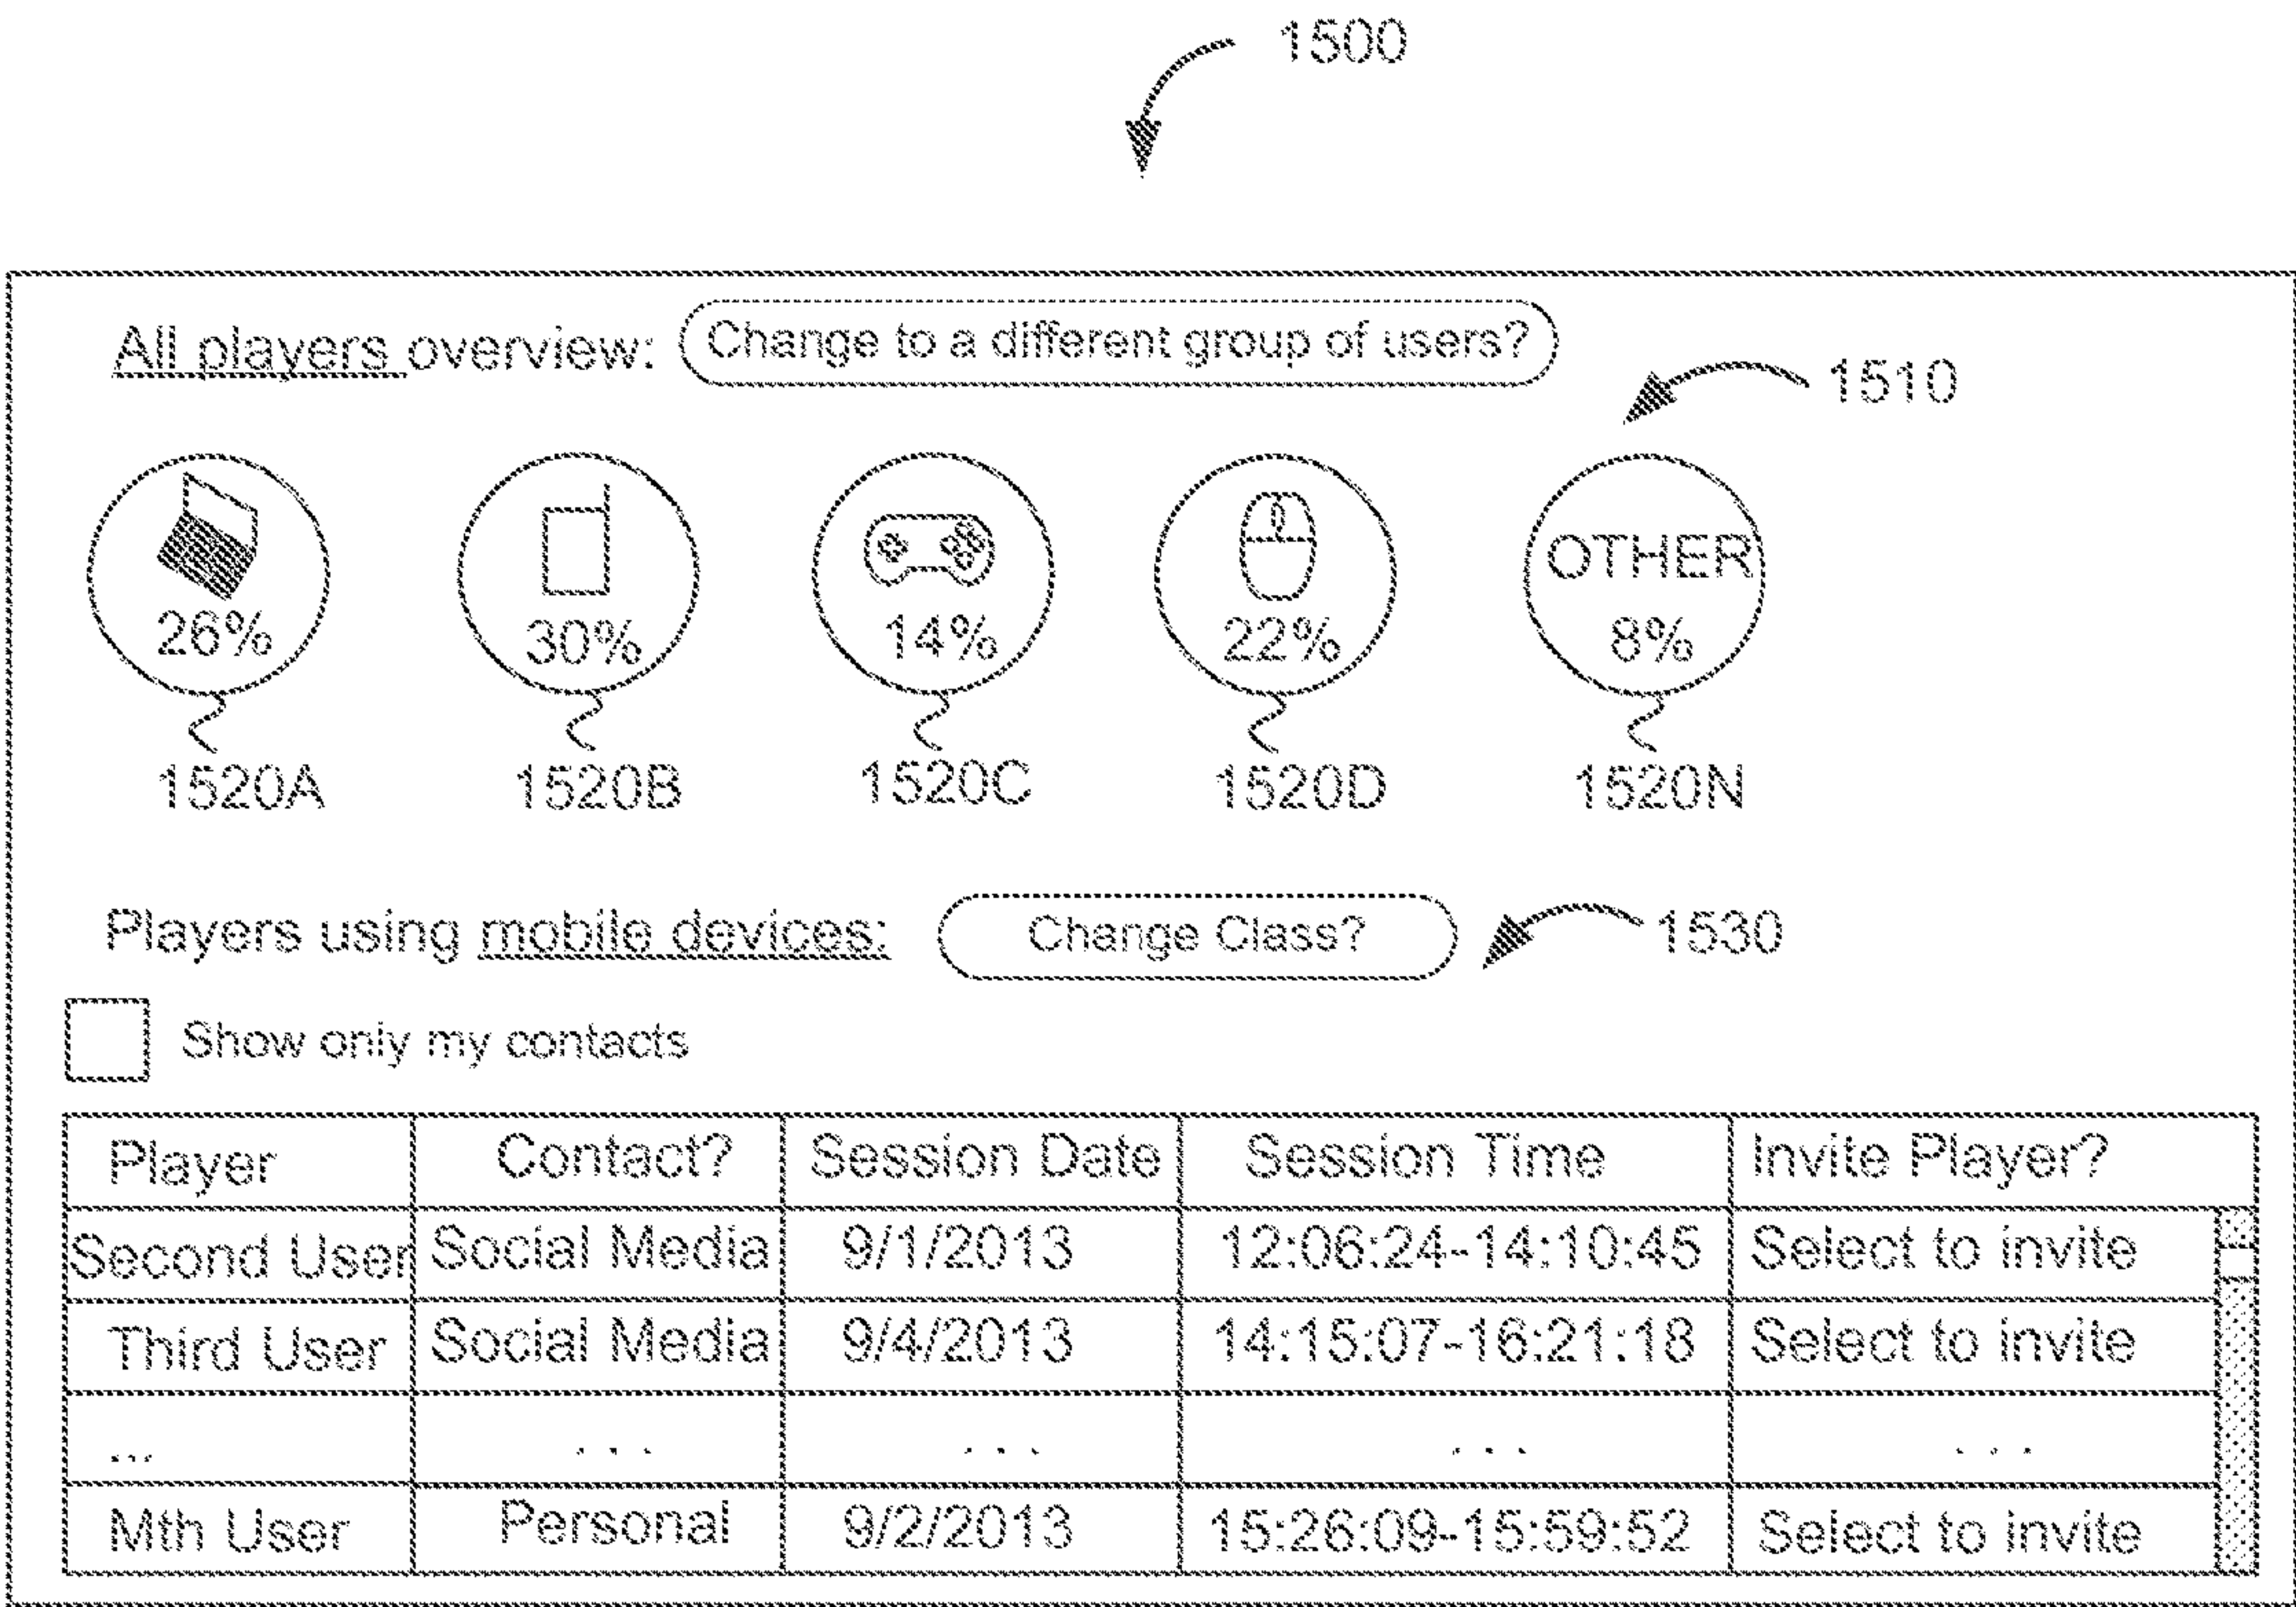 1500
All players overview: Change to a different group of users?
1510
OTHER
26% 30% 14% 22% 8%
1520A 1520B 1520C 1520D 1520N
Players using mobile devices: Change Class? 1530
Show only my contacts
Player Contact? Session Date Session Time Invite Player?
Second User Social Media 9/1/2013 12:06:24-14:10:45 Select to invite
Third User Social Media 9/4/2013 14:15:07-16:21:18 Select to invite
... ... ... ... ...
Mth User Personal 9/2/2013 15:26:09-15:59:52 Select to invite